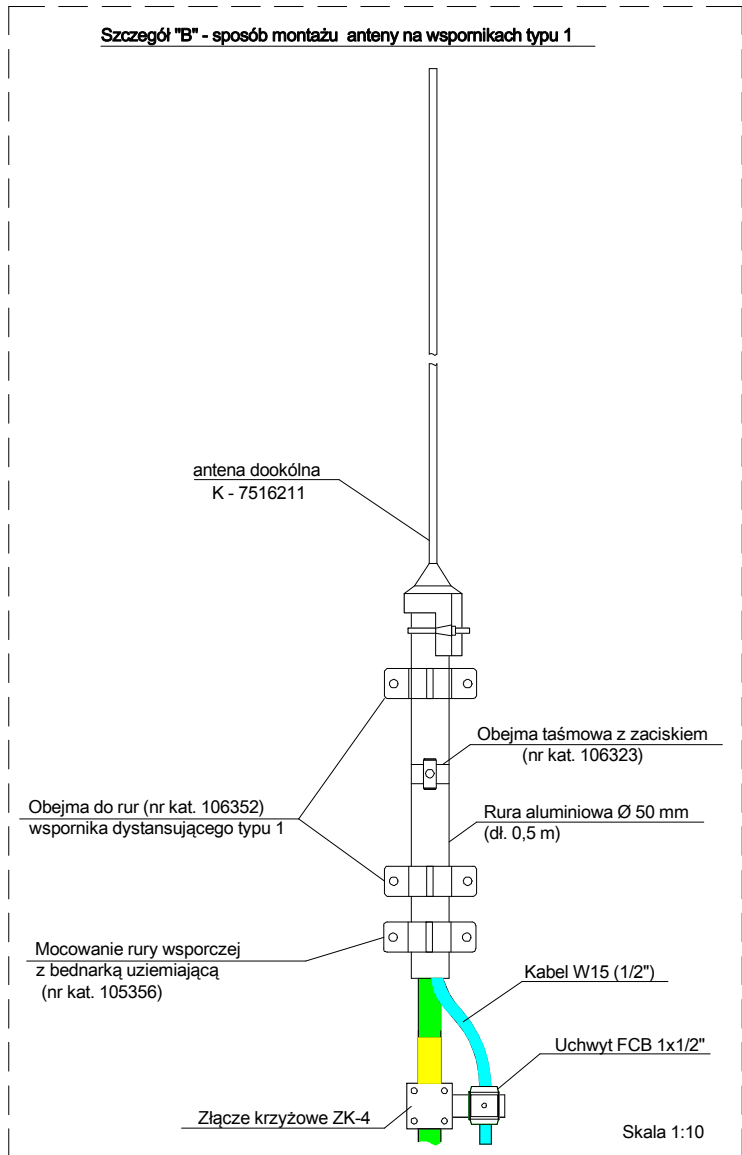 Szczegół "B" - sposób montażu anteny na wspornikach typu 1
antena dookólna
K - 7516211
Obejma taśmowa z zaciskiem
(nr kat. 106323)
Obejma do rur (nr kat. 106352)
wspornika dystansującego typu 1
Rura aluminiowa Ø 50 mm
(dł. 0,5 m)
Mocowanie rury wsporczej
z bednarką uziemiającą
(nr kat. 105356)
Kabel W15 (1/2")
Uchwyt FCB 1x1/2"
Złącze krzyżowe ZK-4
Skala 1:10